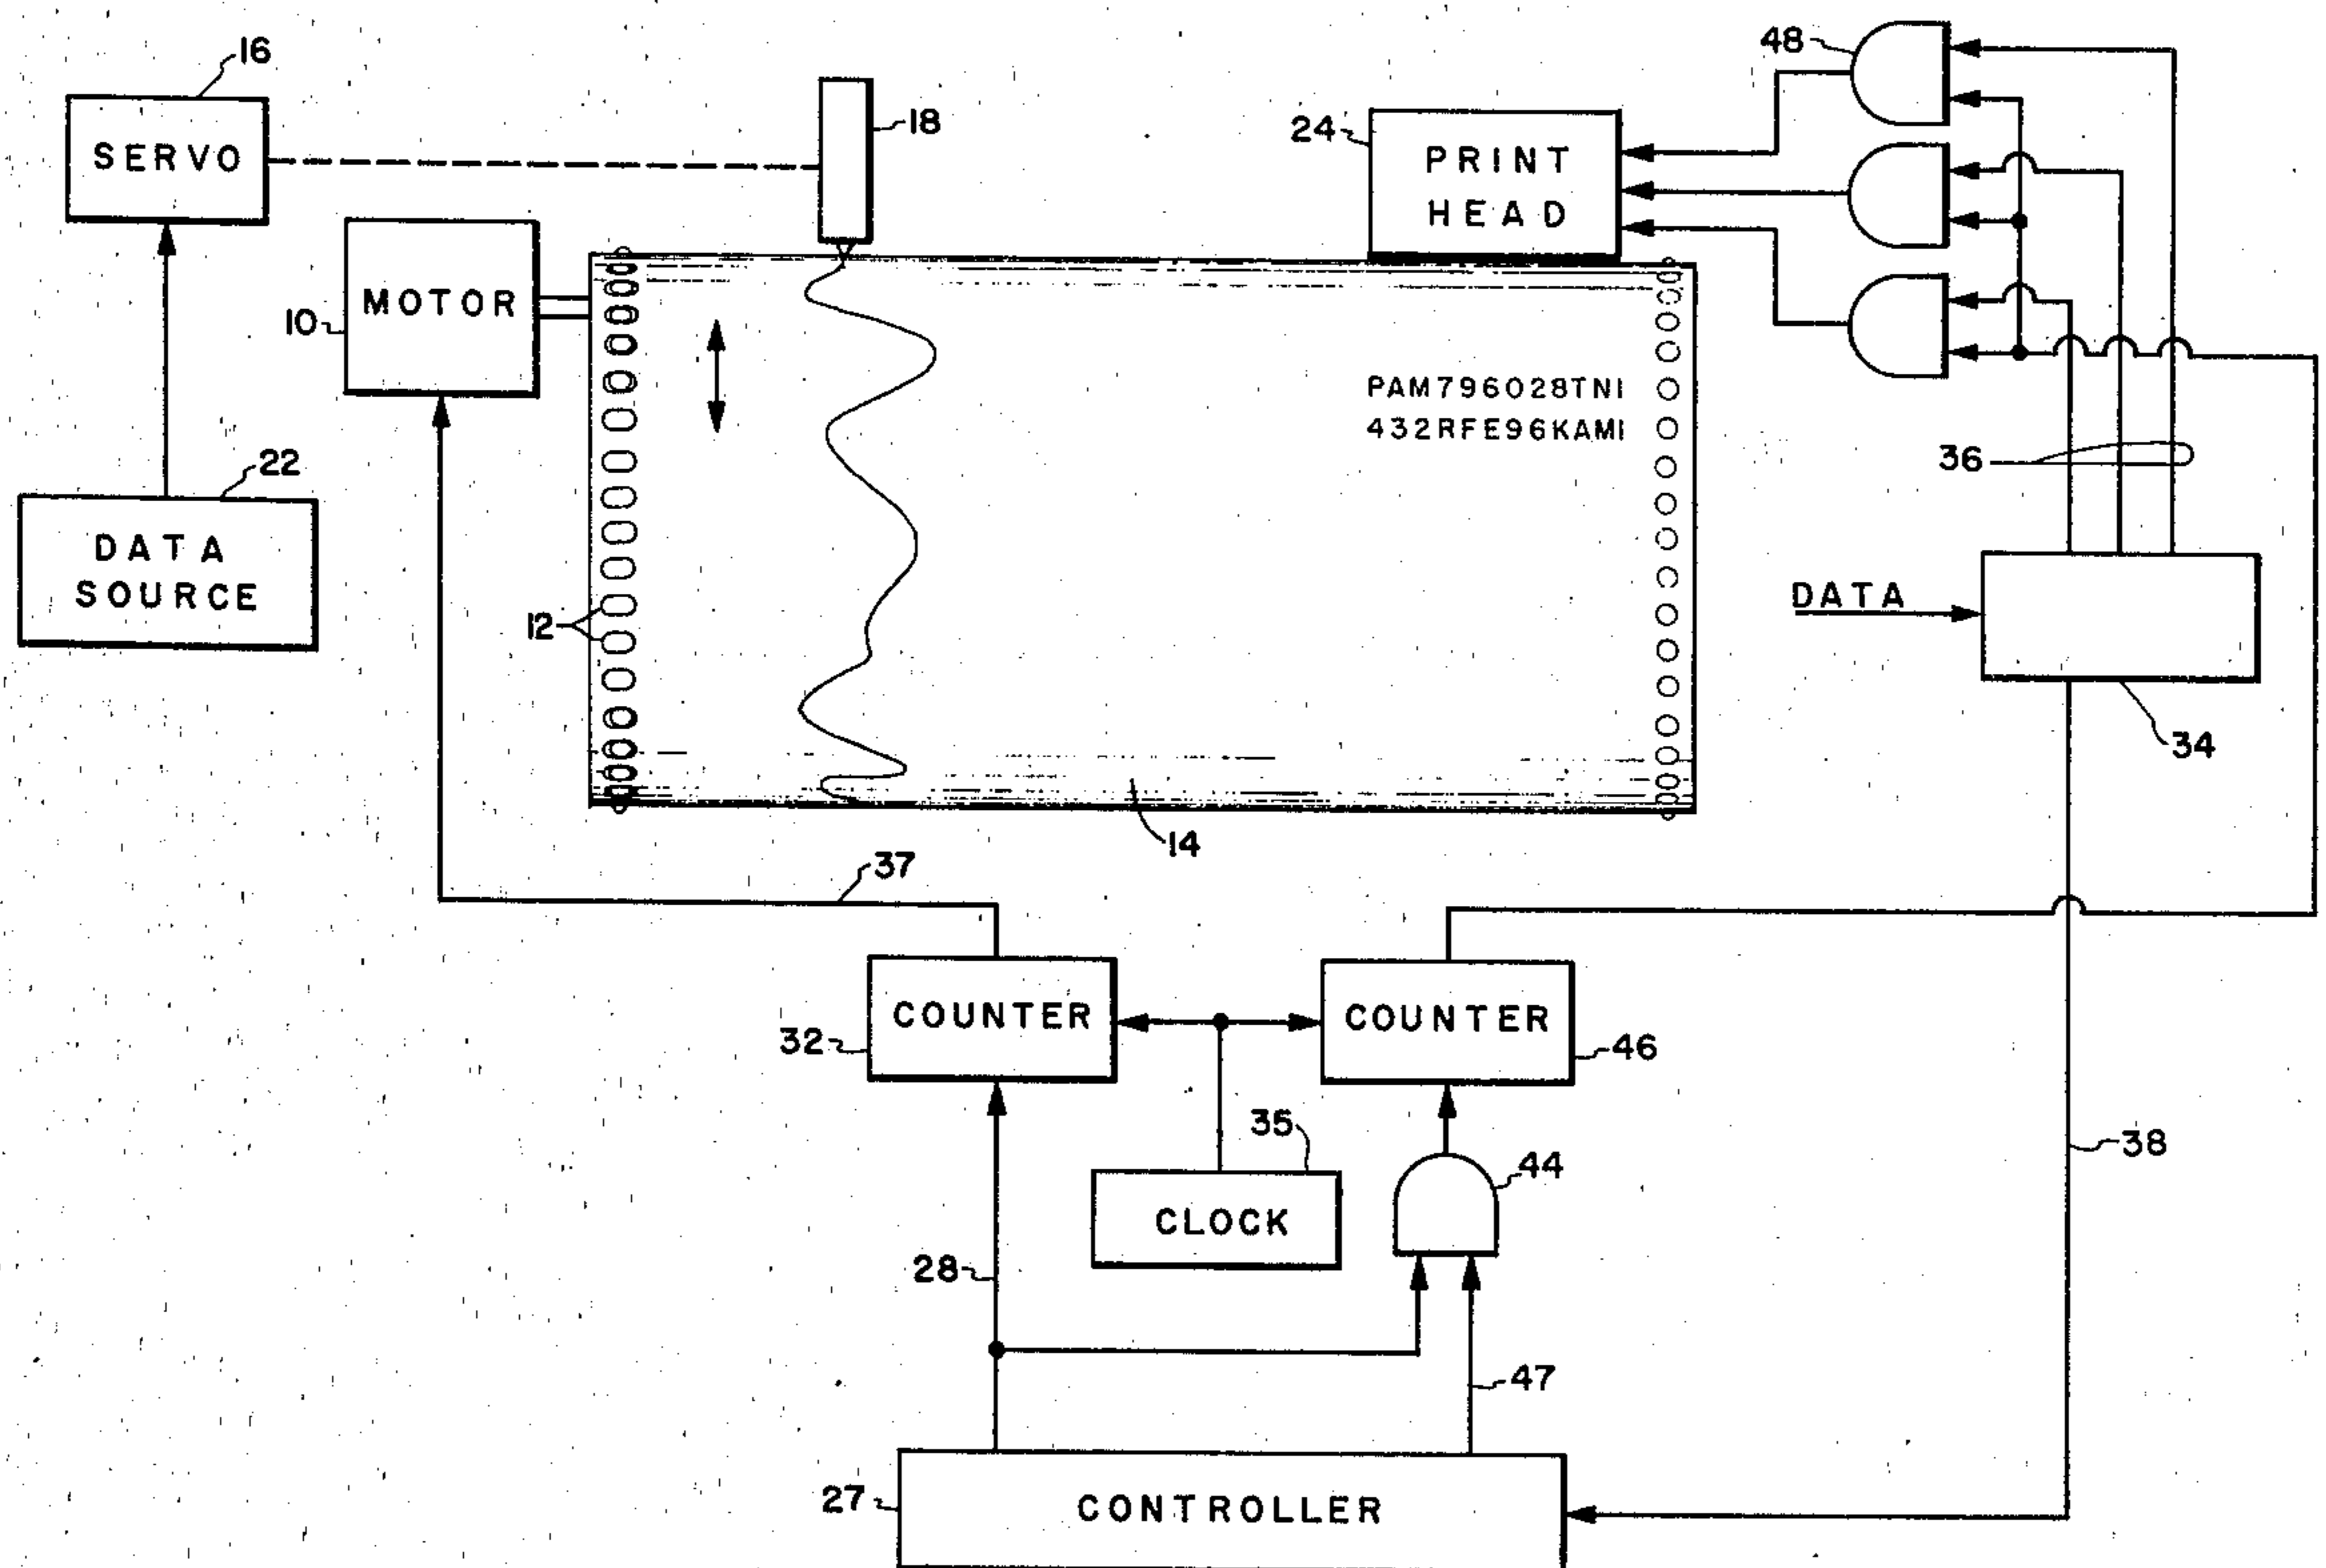 16
SERVO
18
48
24
PRINT
HEAD
10
MOTOR
PAM796028TNI
432RFE96KAMI
36
22
DATA
SOURCE
12
DATA
34
14
37
32
COUNTER
COUNTER
46
35
CLOCK
44
38
28
47
27
CONTROLLER